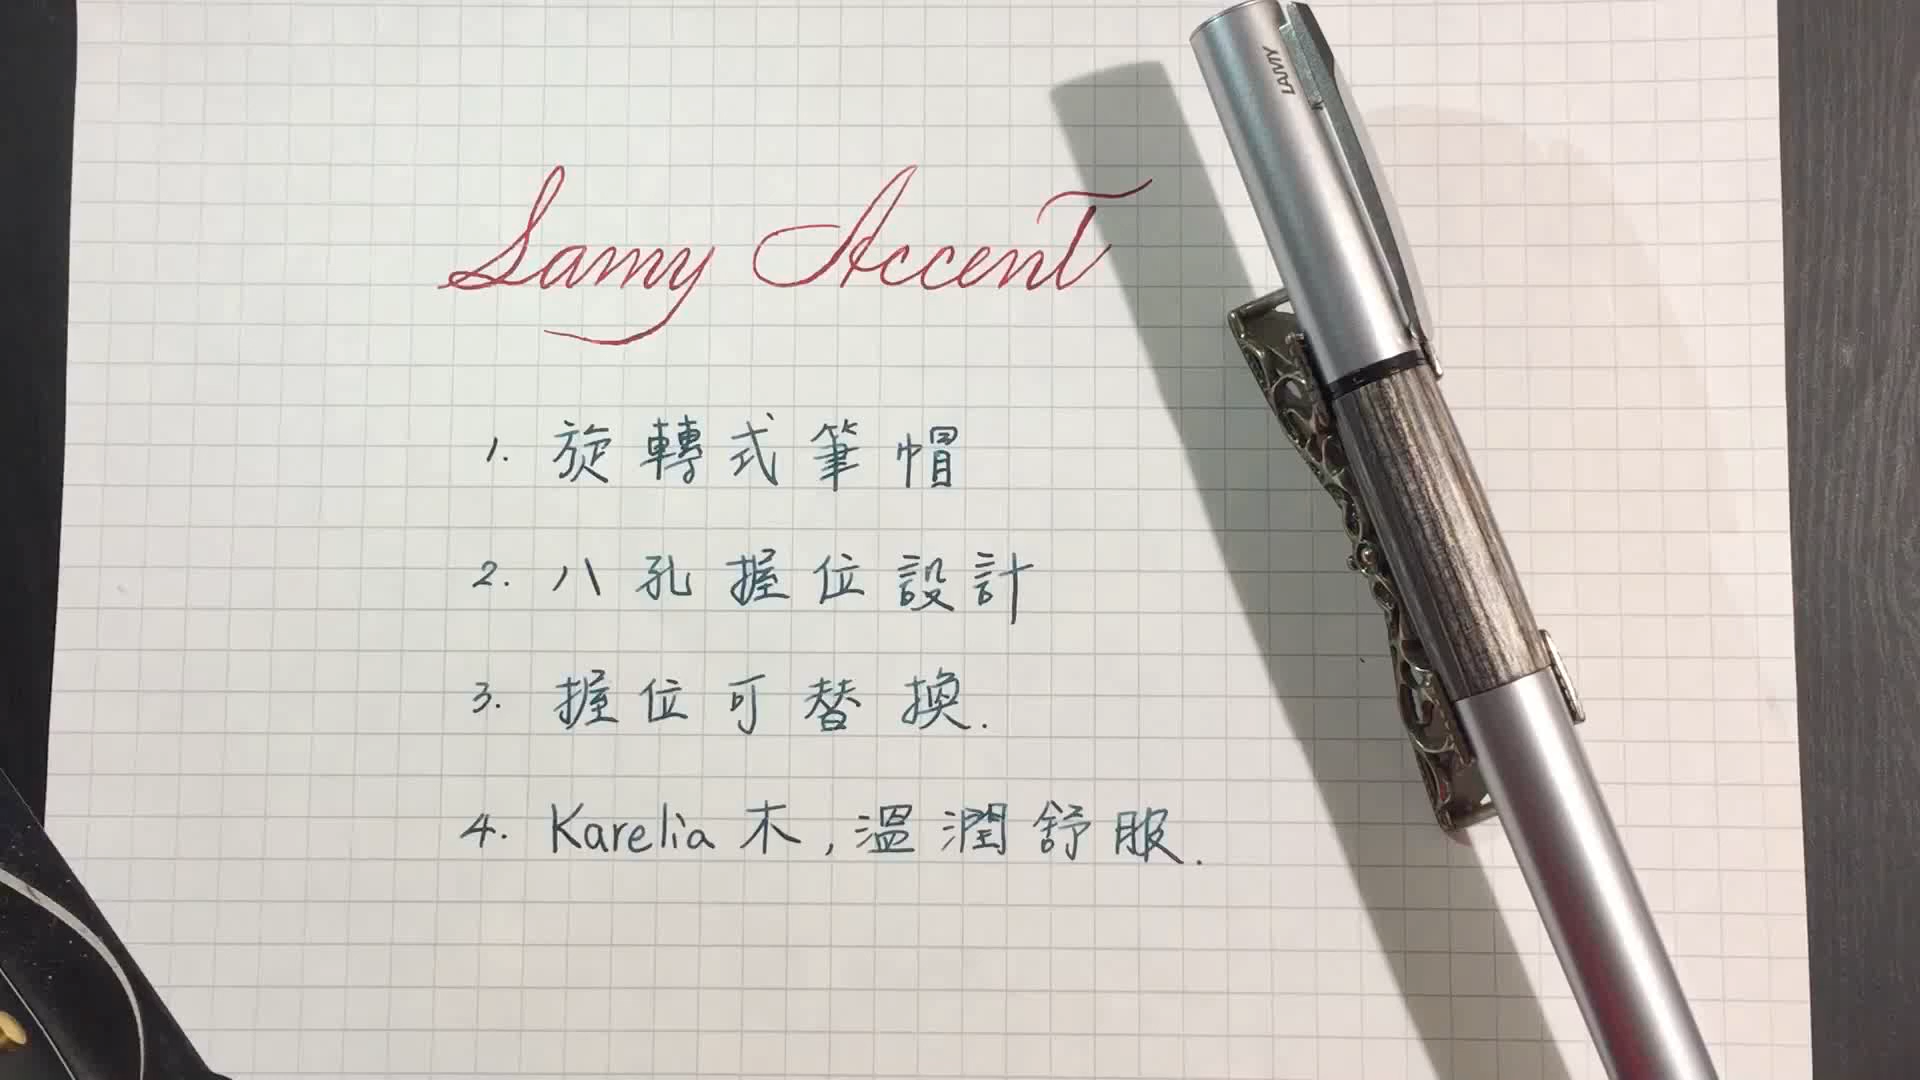 Lamy Accent
LAMY
1. 旋轉式筆帽
2. 八孔握位設計
3. 握位可替換.
4. Karelia 木,溫潤舒服.